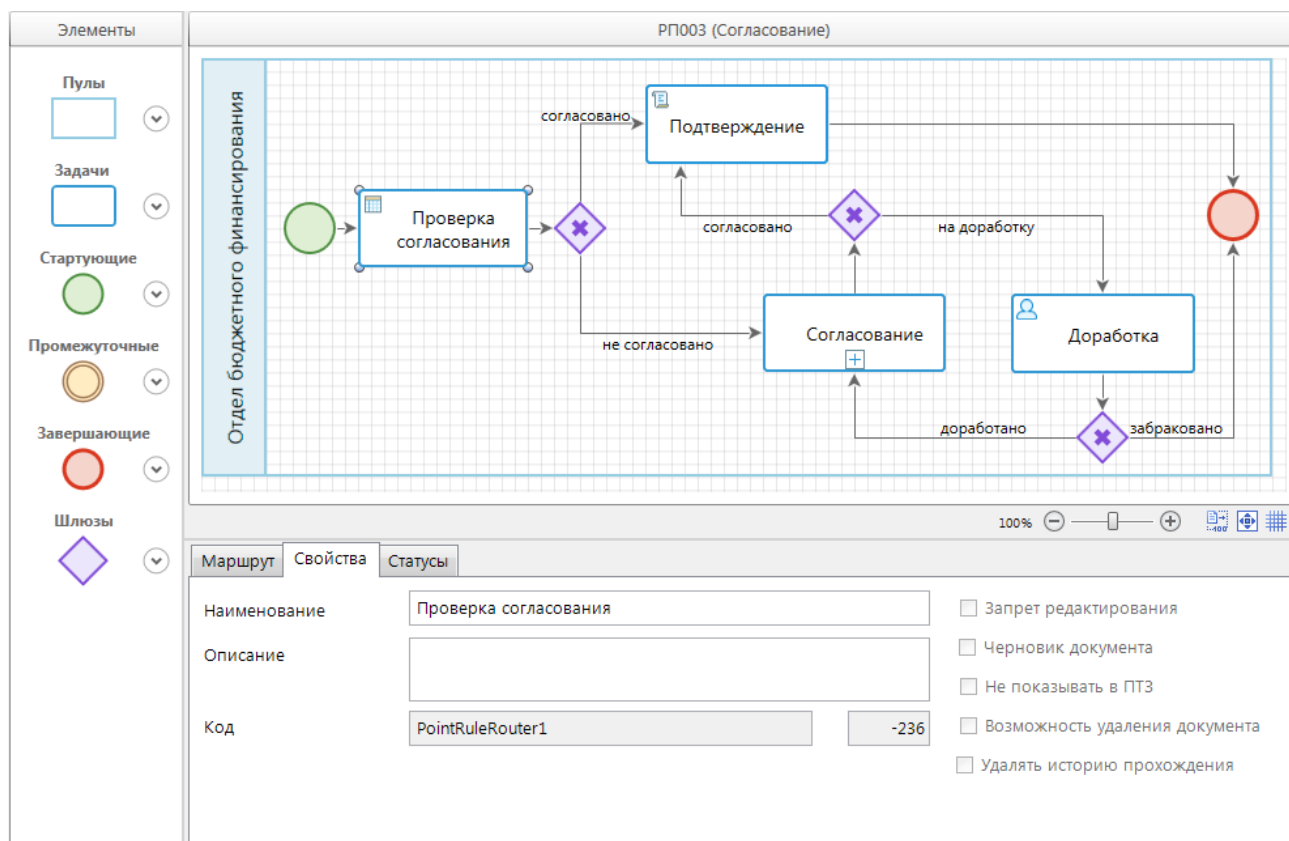 Элементы
РП003 (Согласование)
Пулы
Задачи
Стартующие
Промежуточные
Завершающие
Шлюзы
Отдел бюджетного финансирования
Проверка
согласования
согласовано
Подтверждение
согласовано
на доработку
не согласовано
Согласование
Доработка
доработано
забраковано
100%
100
Маршрут
Свойства
Статусы
Наименование
Проверка согласования
Запрет редактирования
Описание
Черновик документа
Не показывать в ПТЗ
Код
PointRuleRouter1
-236
Возможность удаления документа
Удалять историю прохождения